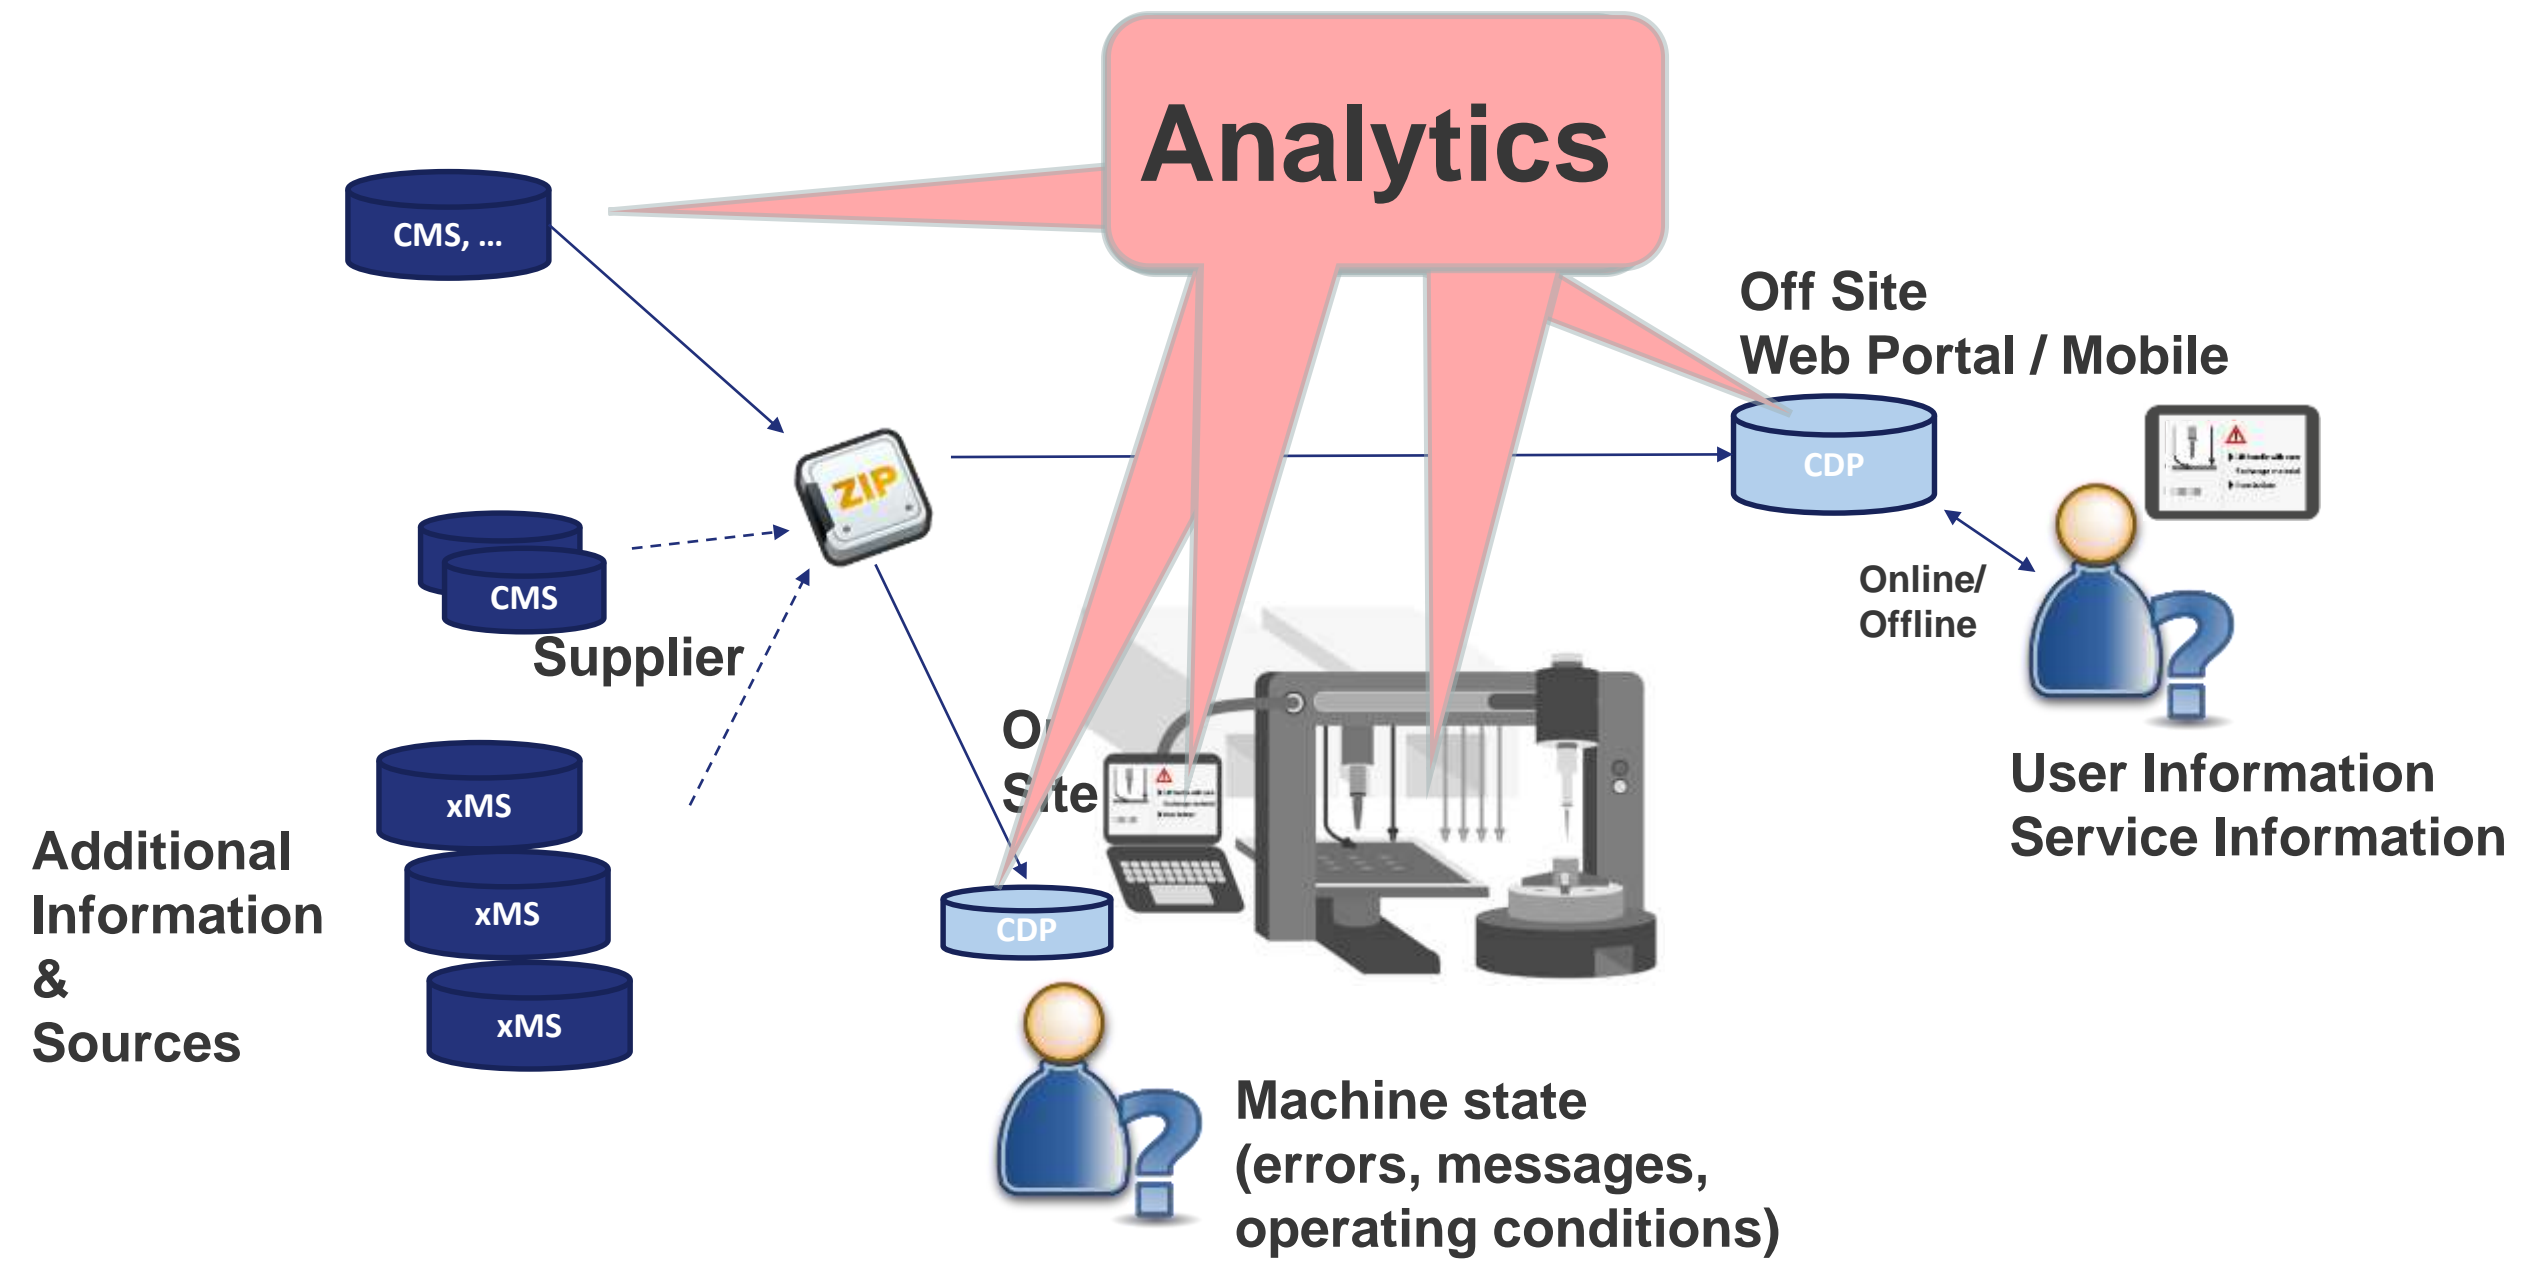 Analytics
CMS, ...
Off Site
Web Portal / Mobile
ZIP
CDP
Online/
Offline
CMS
Supplier
Site
User Information
Service Information
xMS
xMS
xMS
Additional
Information
&
Sources
CDP
Machine state
(errors, messages,
operating conditions)